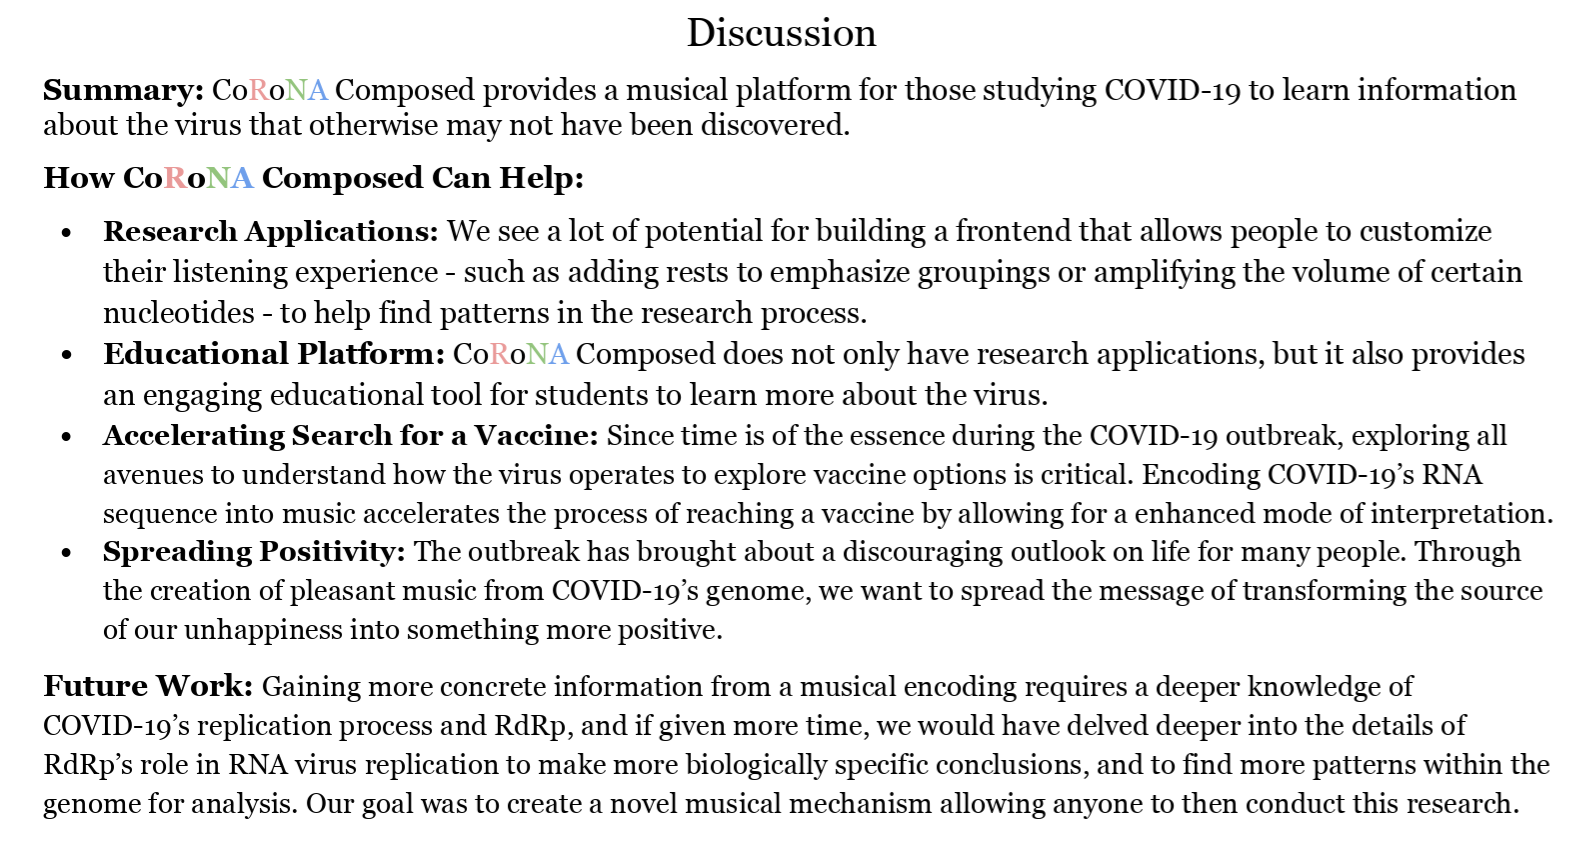 Discussion
Summary: CoRoNA Composed provides a musical platform for those studying COVID-19 to learn information
about the virus that otherwise may not have been discovered.
How CoRoNA Composed Can Help:
• Research Applications: We see a lot of potential for building a frontend that allows people to customize
their listening experience - such as adding rests to emphasize groupings or amplifying the volume of certain
nucleotides - to help find patterns in the research process.
• Educational Platform: CoRoNA Composed does not only have research applications, but it also provides
an engaging educational tool for students to learn more about the virus.
• Accelerating Search for a Vaccine: Since time is of the essence during the COVID-19 outbreak, exploring all
avenues to understand how the virus operates to explore vaccine options is critical. Encoding COVID-19’s RNA
sequence into music accelerates the process of reaching a vaccine by allowing for a enhanced mode of interpretation.
• Spreading Positivity: The outbreak has brought about a discouraging outlook on life for many people. Through
the creation of pleasant music from COVID-19’s genome, we want to spread the message of transforming the source
of our unhappiness into something more positive.
Future Work: Gaining more concrete information from a musical encoding requires a deeper knowledge of
COVID-19’s replication process and RdRp, and if given more time, we would have delved deeper into the details of
RdRp’s role in RNA virus replication to make more biologically specific conclusions, and to find more patterns within the
genome for analysis. Our goal was to create a novel musical mechanism allowing anyone to then conduct this research.